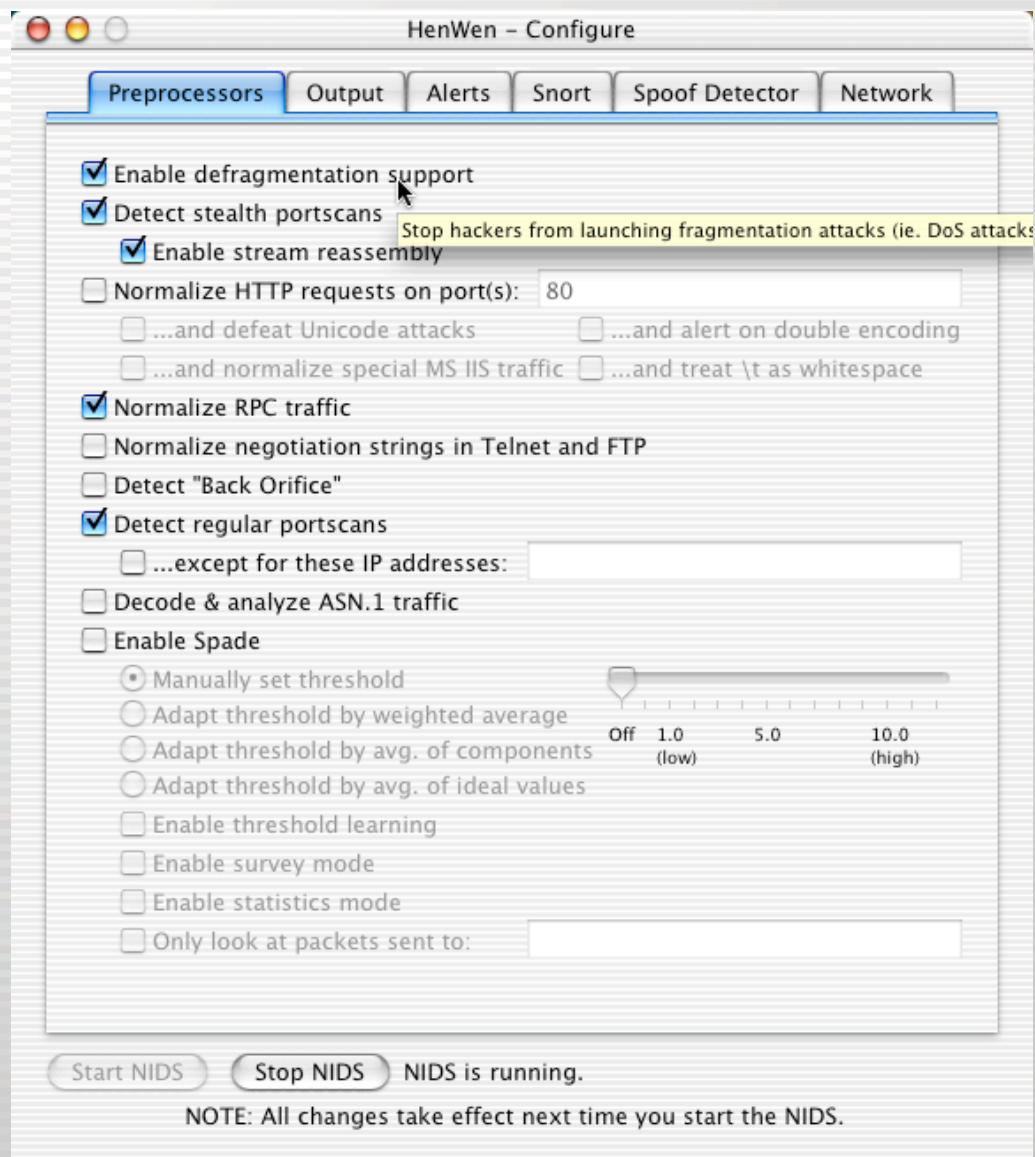 HenWen – Configure
Preprocessors Output Alerts Snort Spoof Detector Network
Enable defragmentation support
Detect stealth portscans
Stop hackers from launching fragmentation attacks (ie. DoS attacks
Enable stream reassembly
Normalize HTTP requests on port(s): 80
...and defeat Unicode attacks ...and alert on double encoding
...and normalize special MS IIS traffic ...and treat \t as whitespace
Normalize RPC traffic
Normalize negotiation strings in Telnet and FTP
Detect "Back Orifice"
Detect regular portscans
...except for these IP addresses:
Decode & analyze ASN.1 traffic
Enable Spade
Manually set threshold
Adapt threshold by weighted average
Off 1.0 5.0 10.0
Adapt threshold by avg. of components
(low) (high)
Adapt threshold by avg. of ideal values
Enable threshold learning
Enable survey mode
Enable statistics mode
Only look at packets sent to:
Start NIDS Stop NIDS NIDS is running.
NOTE: All changes take effect next time you start the NIDS.